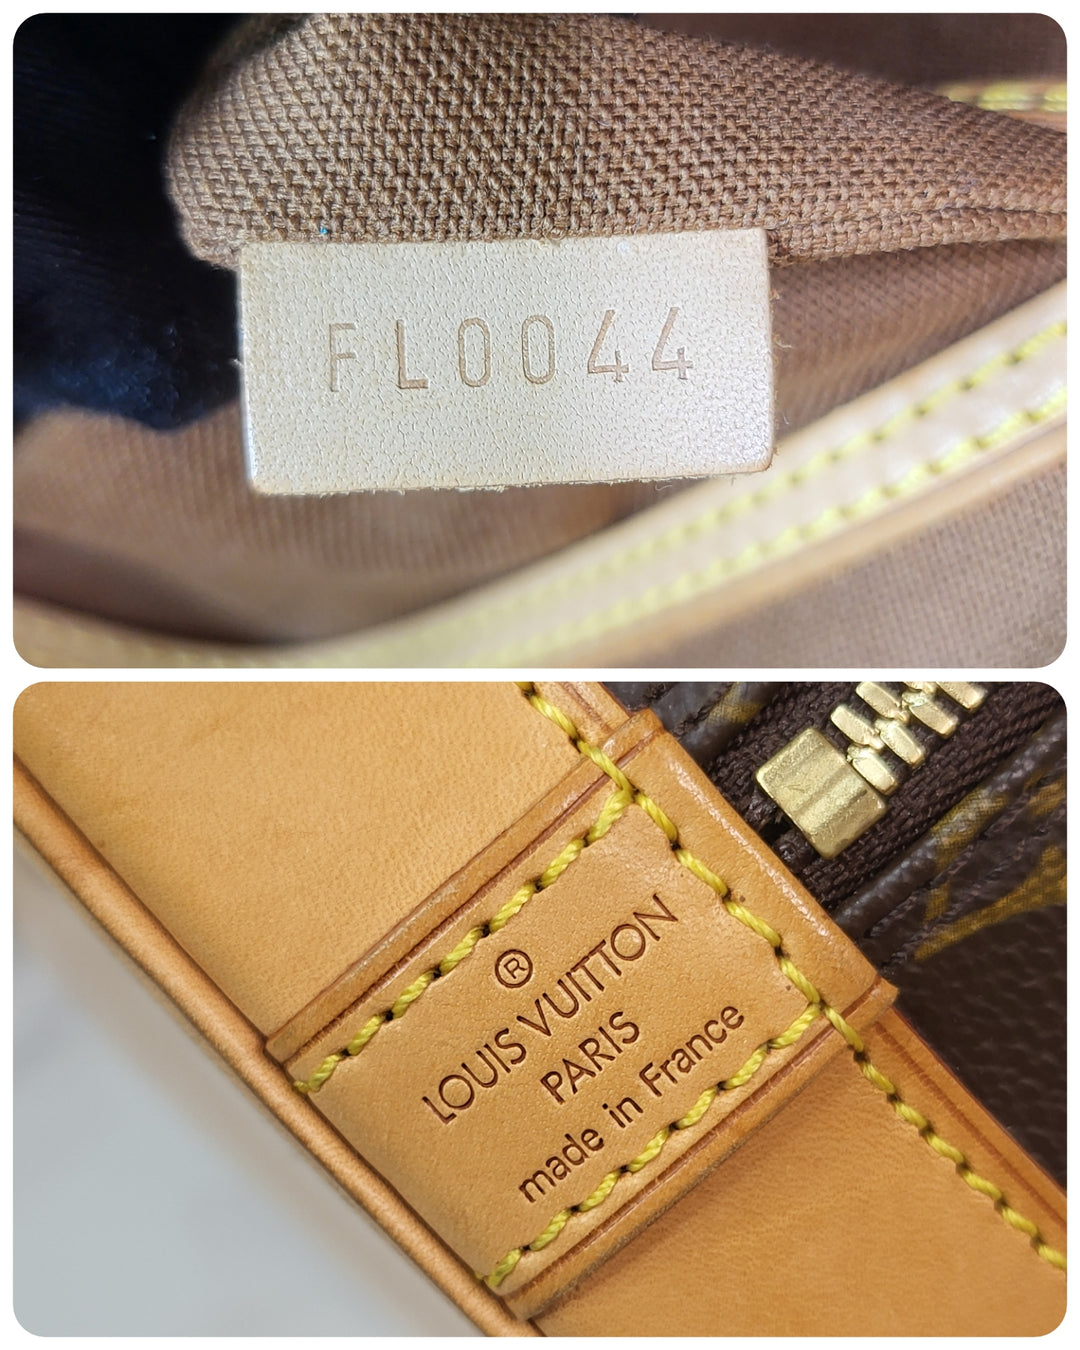 FL0044
®
LOUIS VUITTON
PARIS
made in France